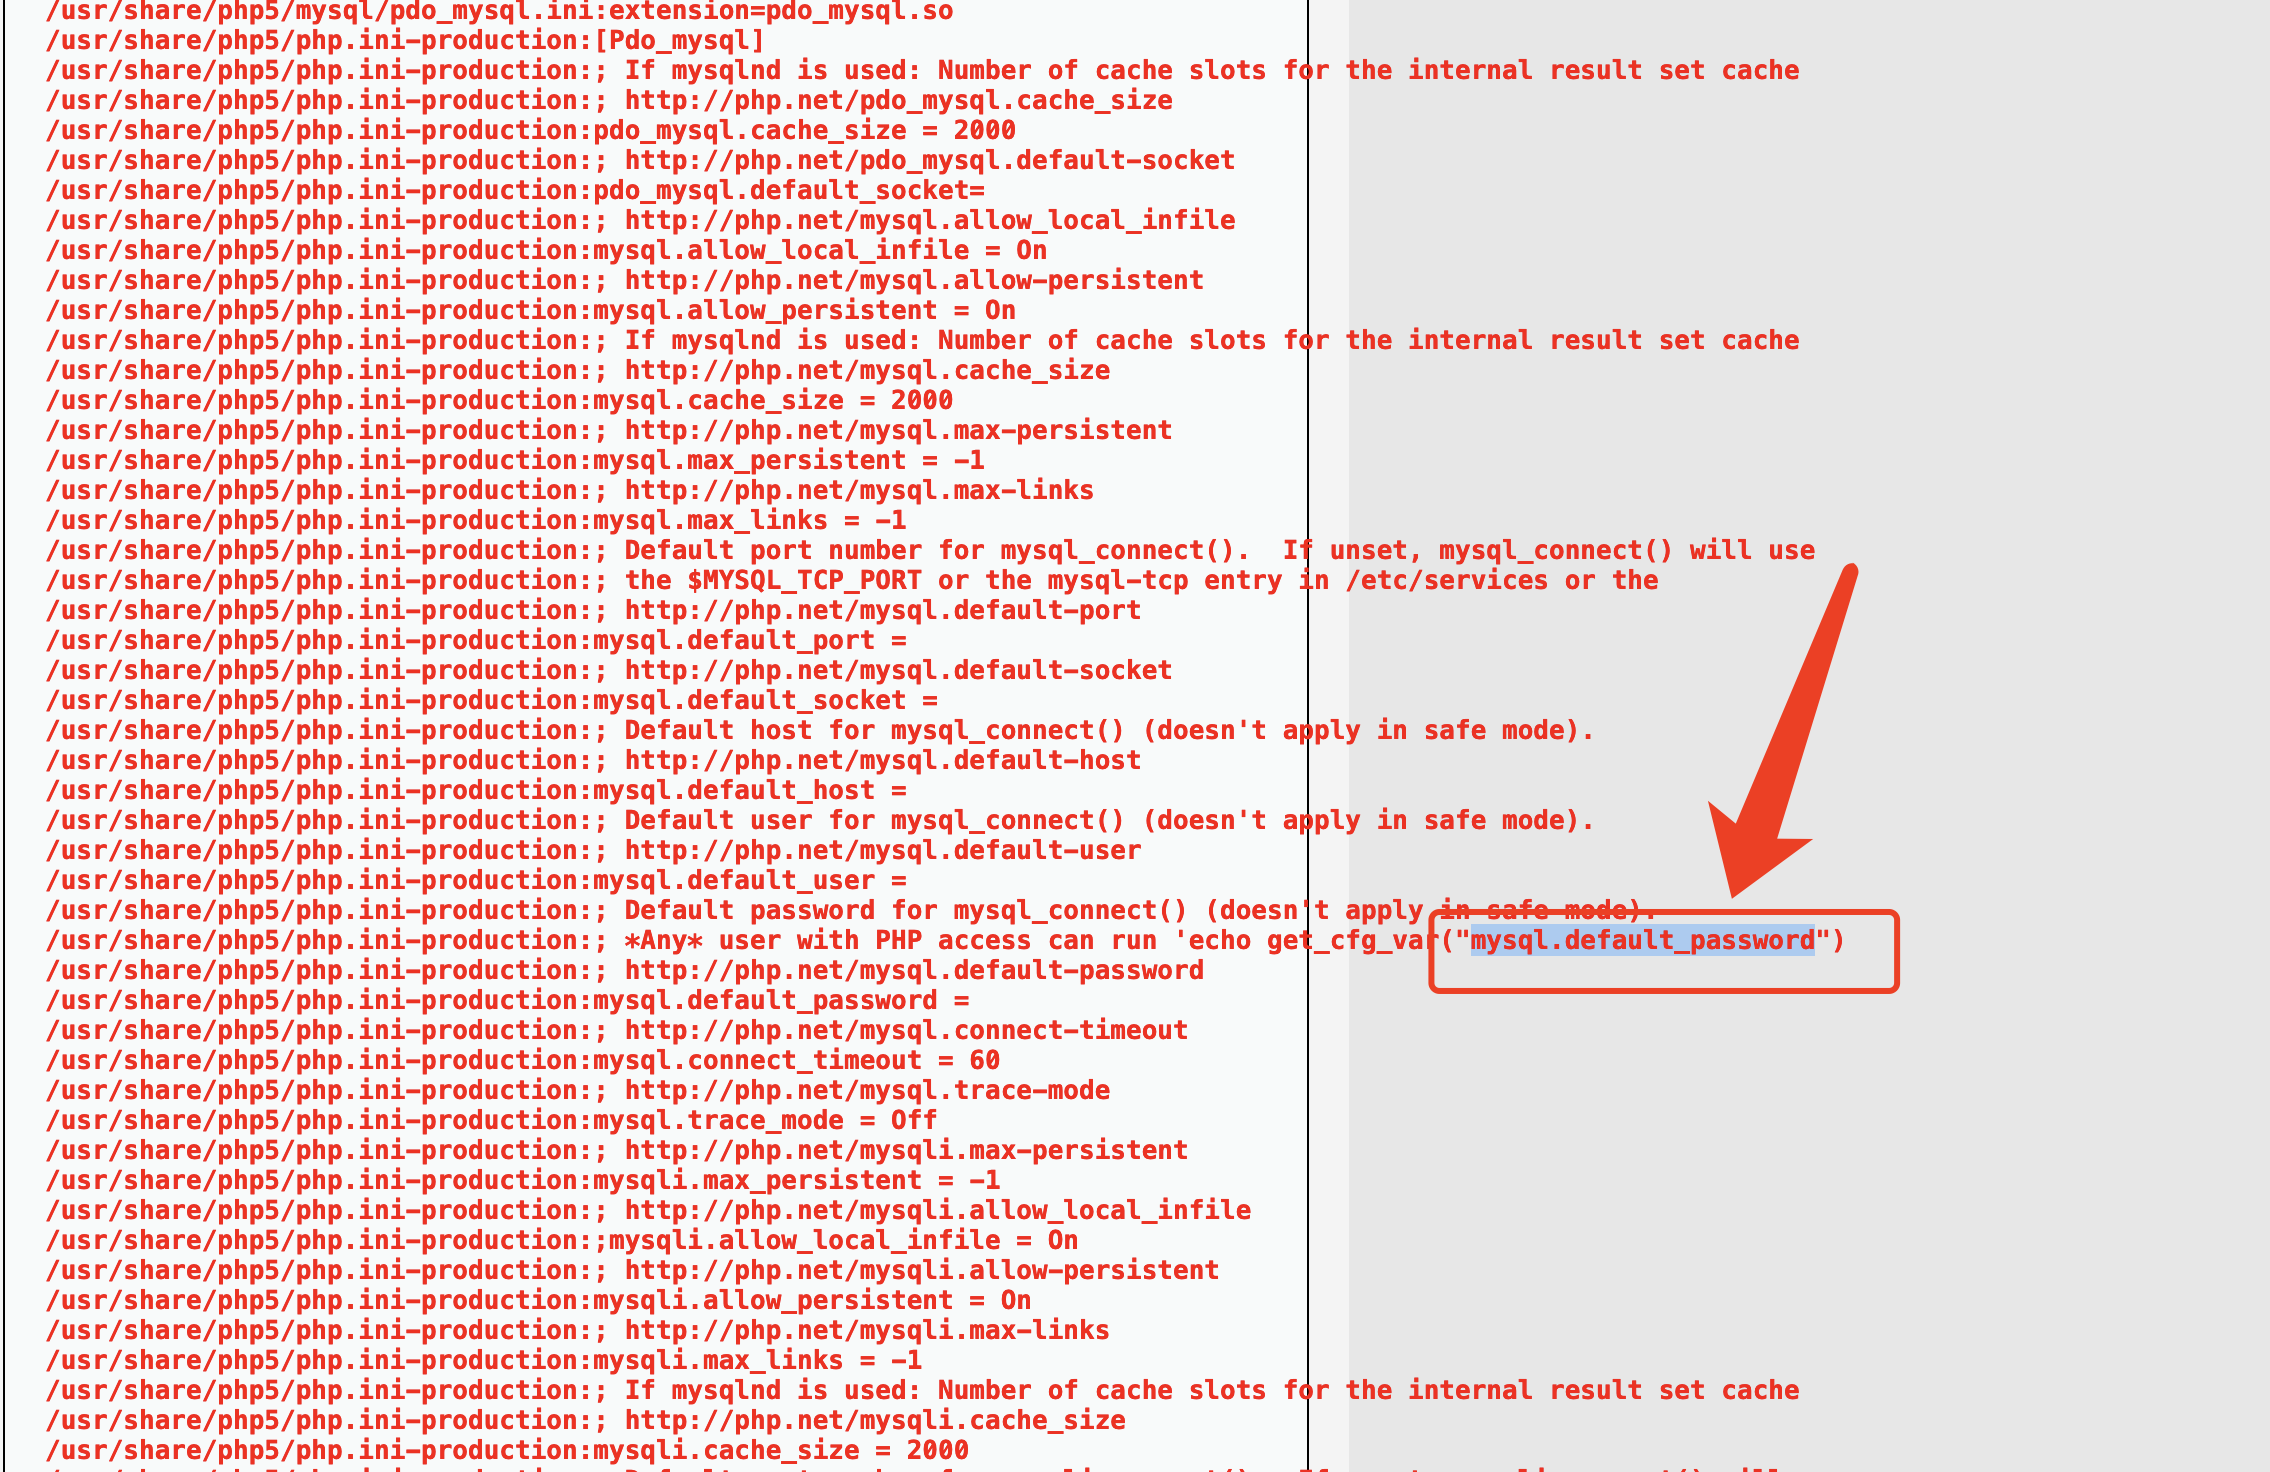 /usr/share/php5/mysql/pdo_mysql.ini:extension=pdo_mysql.so
/usr/share/php5/php.ini-production:[Pdo_mysql]
/usr/share/php5/php.ini-production:; If mysqlnd is used: Number of cache slots for the internal result set cache
/usr/share/php5/php.ini-production:; http://php.net/pdo_mysql.cache_size
/usr/share/php5/php.ini-production:pdo_mysql.cache_size = 2000
/usr/share/php5/php.ini-production:; http://php.net/pdo_mysql.default-socket
/usr/share/php5/php.ini-production:pdo_mysql.default_socket=
/usr/share/php5/php.ini-production:; http://php.net/mysql.allow_local_infile
/usr/share/php5/php.ini-production:mysql.allow_local_infile = On
/usr/share/php5/php.ini-production:; http://php.net/mysql.allow-persistent
/usr/share/php5/php.ini-production:mysql.allow_persistent = On
/usr/share/php5/php.ini-production:; If mysqlnd is used: Number of cache slots for the internal result set cache
/usr/share/php5/php.ini-production:; http://php.net/mysql.cache_size
/usr/share/php5/php.ini-production:mysql.cache_size = 2000
/usr/share/php5/php.ini-production:; http://php.net/mysql.max-persistent
/usr/share/php5/php.ini-production:mysql.max_persistent = -1
/usr/share/php5/php.ini-production:; http://php.net/mysql.max-links
/usr/share/php5/php.ini-production:mysql.max_links = -1
/usr/share/php5/php.ini-production:; Default port number for mysql_connect().  If unset, mysql_connect() will use
/usr/share/php5/php.ini-production:; the $MYSQL_TCP_PORT or the mysql-tcp entry in /etc/services or the
/usr/share/php5/php.ini-production:; http://php.net/mysql.default-port
/usr/share/php5/php.ini-production:mysql.default_port =
/usr/share/php5/php.ini-production:; http://php.net/mysql.default-socket
/usr/share/php5/php.ini-production:mysql.default_socket =
/usr/share/php5/php.ini-production:; Default host for mysql_connect() (doesn't apply in safe mode).
/usr/share/php5/php.ini-production:; http://php.net/mysql.default-host
/usr/share/php5/php.ini-production:mysql.default_host =
/usr/share/php5/php.ini-production:; Default user for mysql_connect() (doesn't apply in safe mode).
/usr/share/php5/php.ini-production:; http://php.net/mysql.default-user
/usr/share/php5/php.ini-production:mysql.default_user =
/usr/share/php5/php.ini-production:; Default password for mysql_connect() (doesn't apply in safe mode).
/usr/share/php5/php.ini-production:; *Any* user with PHP access can run 'echo get_cfg_var("mysql.default_password")
/usr/share/php5/php.ini-production:; http://php.net/mysql.default-password
/usr/share/php5/php.ini-production:mysql.default_password =
/usr/share/php5/php.ini-production:; http://php.net/mysql.connect-timeout
/usr/share/php5/php.ini-production:mysql.connect_timeout = 60
/usr/share/php5/php.ini-production:; http://php.net/mysql.trace-mode
/usr/share/php5/php.ini-production:mysql.trace_mode = Off
/usr/share/php5/php.ini-production:; http://php.net/mysqli.max-persistent
/usr/share/php5/php.ini-production:mysqli.max_persistent = -1
/usr/share/php5/php.ini-production:; http://php.net/mysqli.allow_local_infile
/usr/share/php5/php.ini-production:;mysqli.allow_local_infile = On
/usr/share/php5/php.ini-production:; http://php.net/mysqli.allow-persistent
/usr/share/php5/php.ini-production:mysqli.allow_persistent = On
/usr/share/php5/php.ini-production:; http://php.net/mysqli.max-links
/usr/share/php5/php.ini-production:mysqli.max_links = -1
/usr/share/php5/php.ini-production:; If mysqlnd is used: Number of cache slots for the internal result set cache
/usr/share/php5/php.ini-production:; http://php.net/mysqli.cache_size
/usr/share/php5/php.ini-production:mysqli.cache_size = 2000